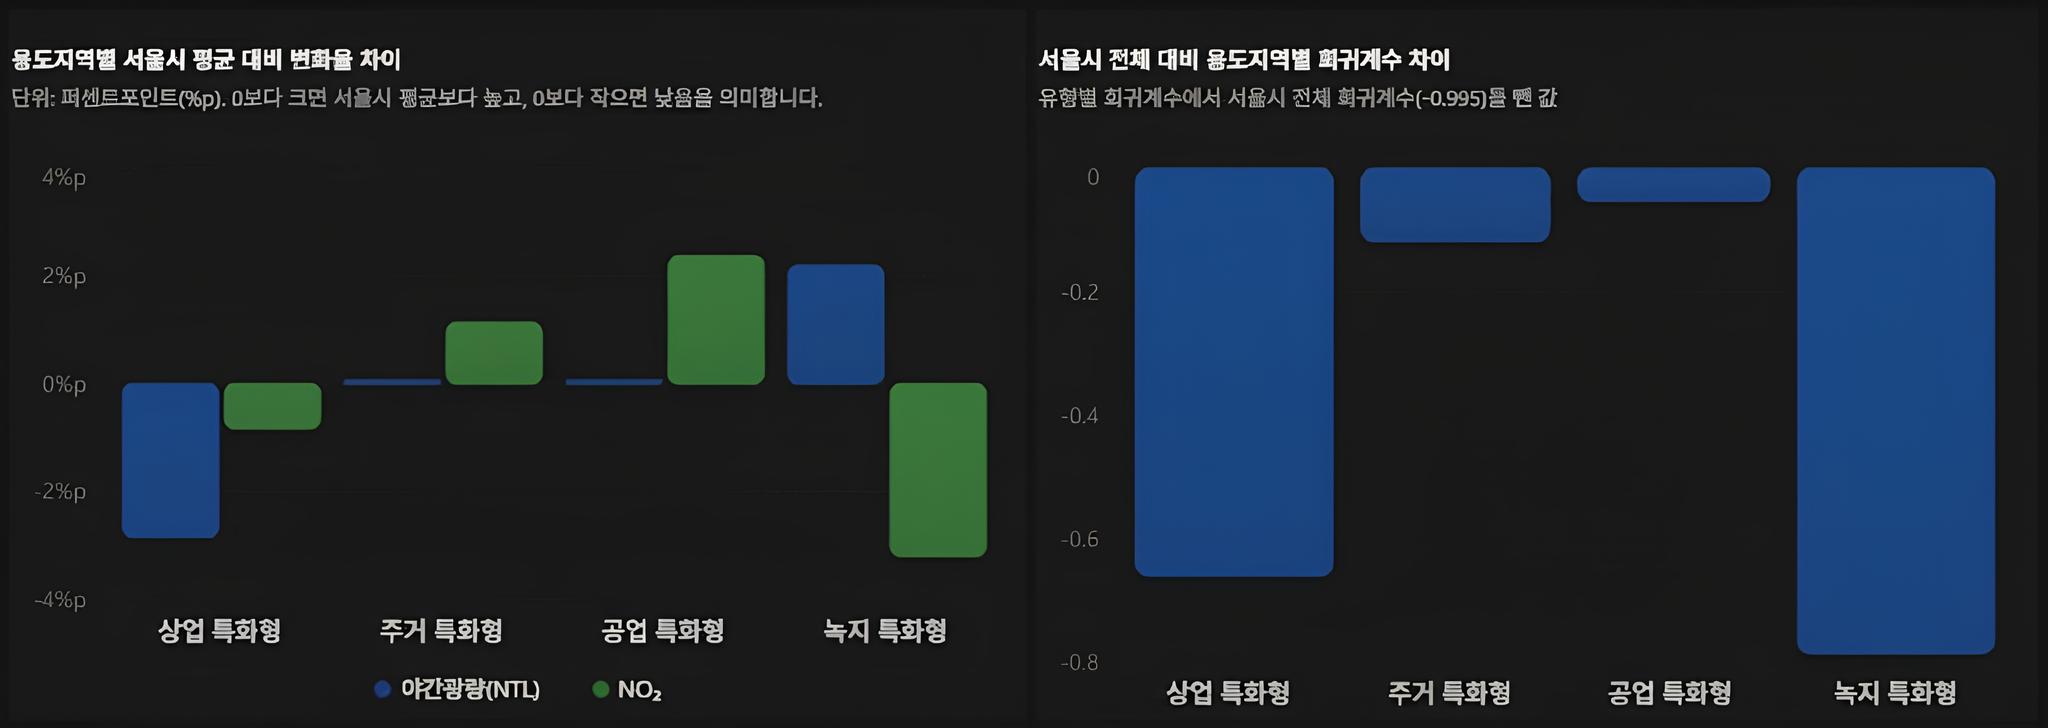 용도지역별 서울시 평균 대비 변화율 차이
단위: 퍼센트포인트(%p). 0보다 크면 서울시 평균보다 높고, 0보다 작으면 낮음을 의미합니다.
4%p
2%p
0%p
-2%p
-4%p
상업 특화형
주거 특화형
공업 특화형
녹지 특화형
야간광량(NTL)
NO₂
서울시 전체 대비 용도지역별 회귀계수 차이
유형별 회귀계수에서 서울시 전체 회귀계수(-0.995)를 뺀 값
0
-0.2
-0.4
-0.6
-0.8
상업 특화형
주거 특화형
공업 특화형
녹지 특화형